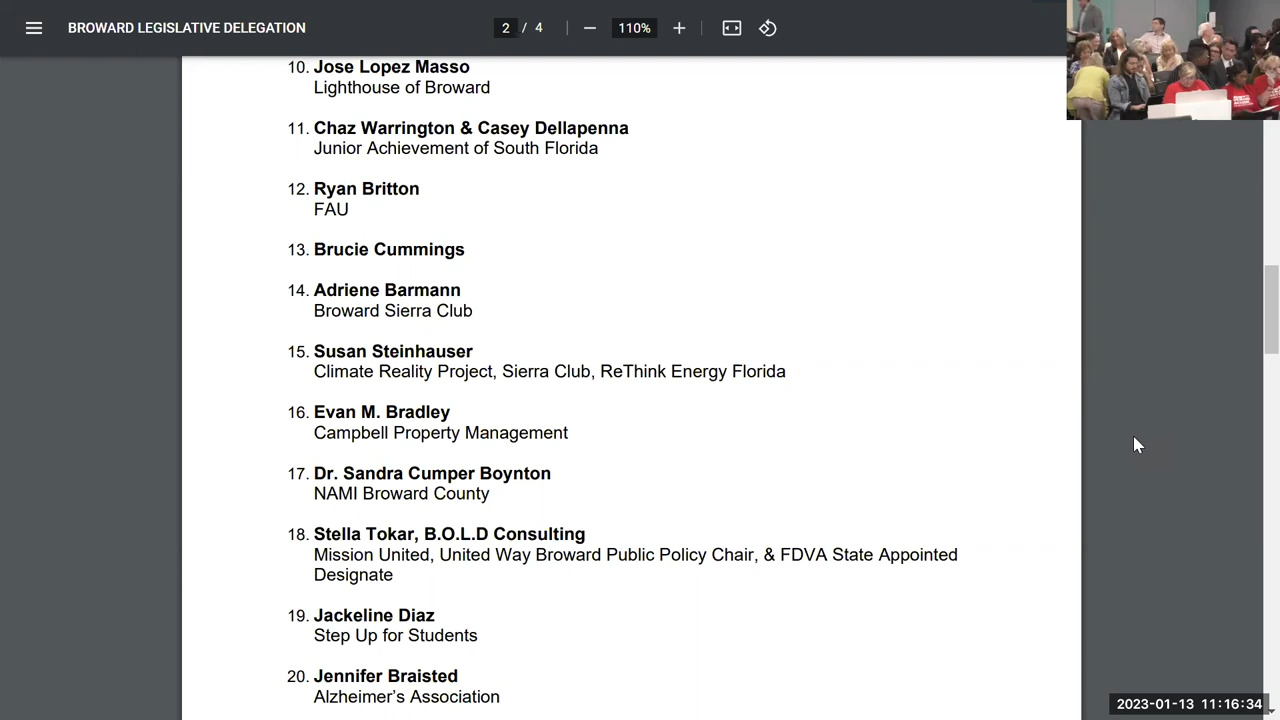 BROWARD LEGISLATIVE DELEGATION
2 / 4
110%
10. Jose Lopez Masso
Lighthouse of Broward
11. Chaz Warrington & Casey Dellapenna
Junior Achievement of South Florida
12. Ryan Britton
FAU
13. Brucie Cummings
14. Adriene Barmann
Broward Sierra Club
15. Susan Steinhauser
Climate Reality Project, Sierra Club, ReThink Energy Florida
16. Evan M. Bradley
Campbell Property Management
17. Dr. Sandra Cumper Boynton
NAMI Broward County
18. Stella Tokar, B.O.L.D Consulting
Mission United, United Way Broward Public Policy Chair, & FDVA State Appointed
Designate
19. Jackeline Diaz
Step Up for Students
20. Jennifer Braisted
Alzheimer’s Association
2023-01-13 11:16:34